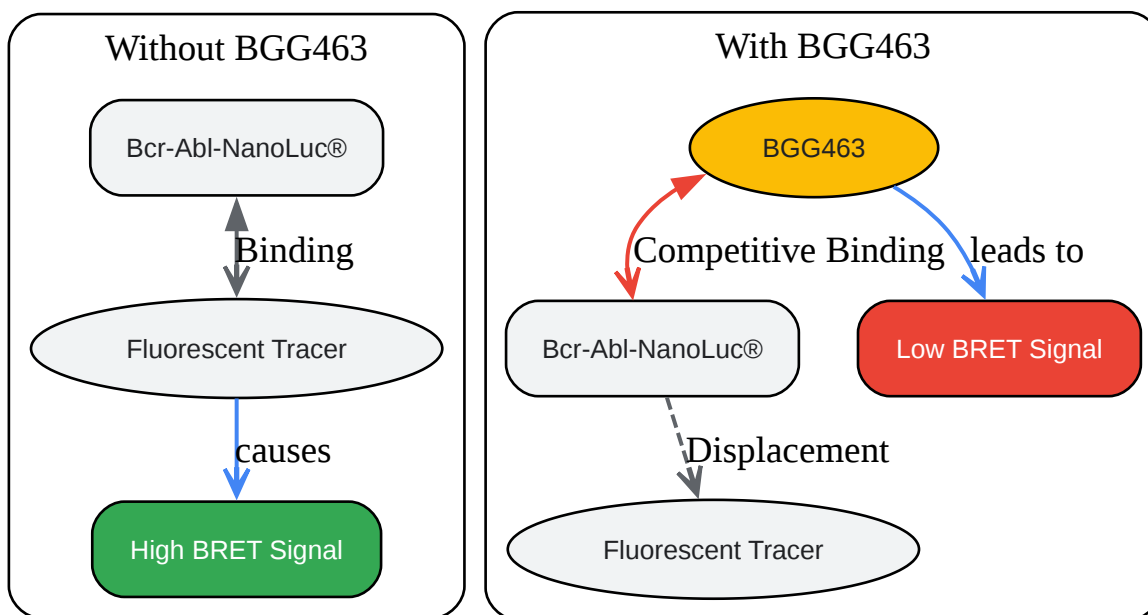 Without BGG463
Bcr-Abl-NanoLuc®
Binding
Fluorescent Tracer
causes
High BRET Signal
With BGG463
BGG463
Competitive Binding
leads to
Bcr-Abl-NanoLuc®
Low BRET Signal
Displacement
Fluorescent Tracer